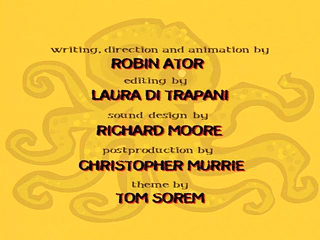 writing, direction and animation by
ROBIN ATOR
editing by
LAURA DI TRAPANI
sound design by
RICHARD MOORE
postproduction by
CHRISTOPHER MURRIE
theme by
TOM SOREM